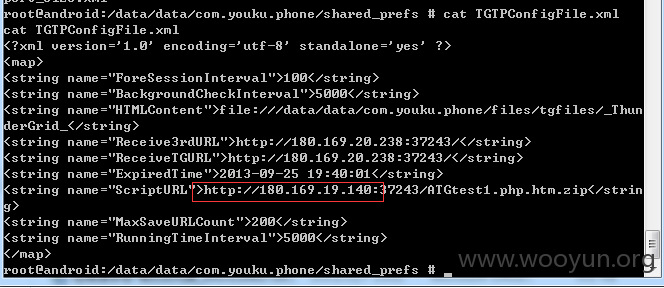 root@android:/data/data/com.youku.phone/shared_prefs # cat TGTPConfigFile.xml
cat TGTPConfigFile.xml
<?xml version='1.0' encoding='utf-8' standalone='yes' ?>
<map>
<string name="ForeSessionInterval">100</string>
<string name="BackgroundCheckInterval">5000</string>
<string name="HTMLContent">file:///data/data/com.youku.phone/files/tgfiles/_Thun
derGrid_</string>
<string name="Receive3rdURL">http://180.169.20.238:37243/</string>
<string name="ReceiveTGURL">http://180.169.20.238:37243/</string>
<string name="ExpiredTime">2013-09-25 19:40:01</string>
<string name="ScriptURL">http://180.169.19.140:37243/ATGtest1.php.htm.zip</strin
g>
<string name="MaxSaveURLCount">200</string>
<string name="RunningTimeInterval">5000</string>
</map>
root@android:/data/data/com.youku.phone/shared_prefs #
www.wooyun.org